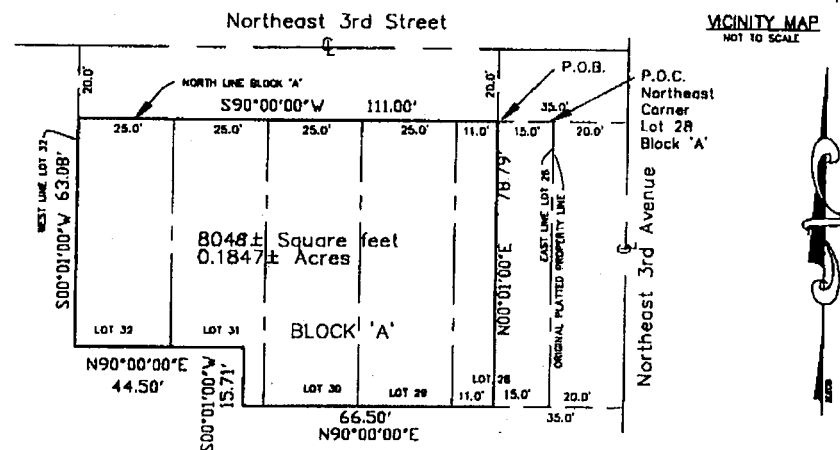 Northeast 3rd Street
VICINITY MAP
NOT TO SCALE
20.0'
NORTH LINE BLOCK 'A'
20.0'
P.O.B.
P.O.C.
Northeast
Corner
Lot 28
Block 'A'
S90°00'00"W 111.00'
35.0'
25.0'
25.0'
25.0'
25.0'
11.0'
15.0'
20.0'
WEST LINE LOT 32
S00°01'00"W 63.08'
N00°01'00"E 78.79'
EAST LINE LOT 28
ORIGINAL PLATTED PROPERTY LINE
Northeast 3rd Avenue
8048± Square feet
0.1847± Acres
BLOCK 'A'
LOT 32
LOT 31
LOT 30
LOT 29
LOT 28
N90°00'00"E
44.50'
S00°01'00"W
15.71'
11.0'
15.0'
20.0'
66.50'
N90°00'00"E
35.0'